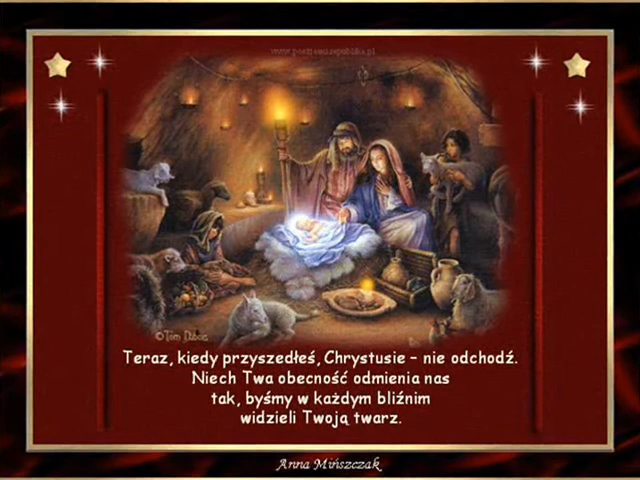 Teraz, kiedy przyszedłeś, Chrystusie – nie odchodź.
Niech Twa obecność odmienia nas
tak, byśmy w każdym bliźnim
widzieli Twoją twarz.
Anna Mińszczak